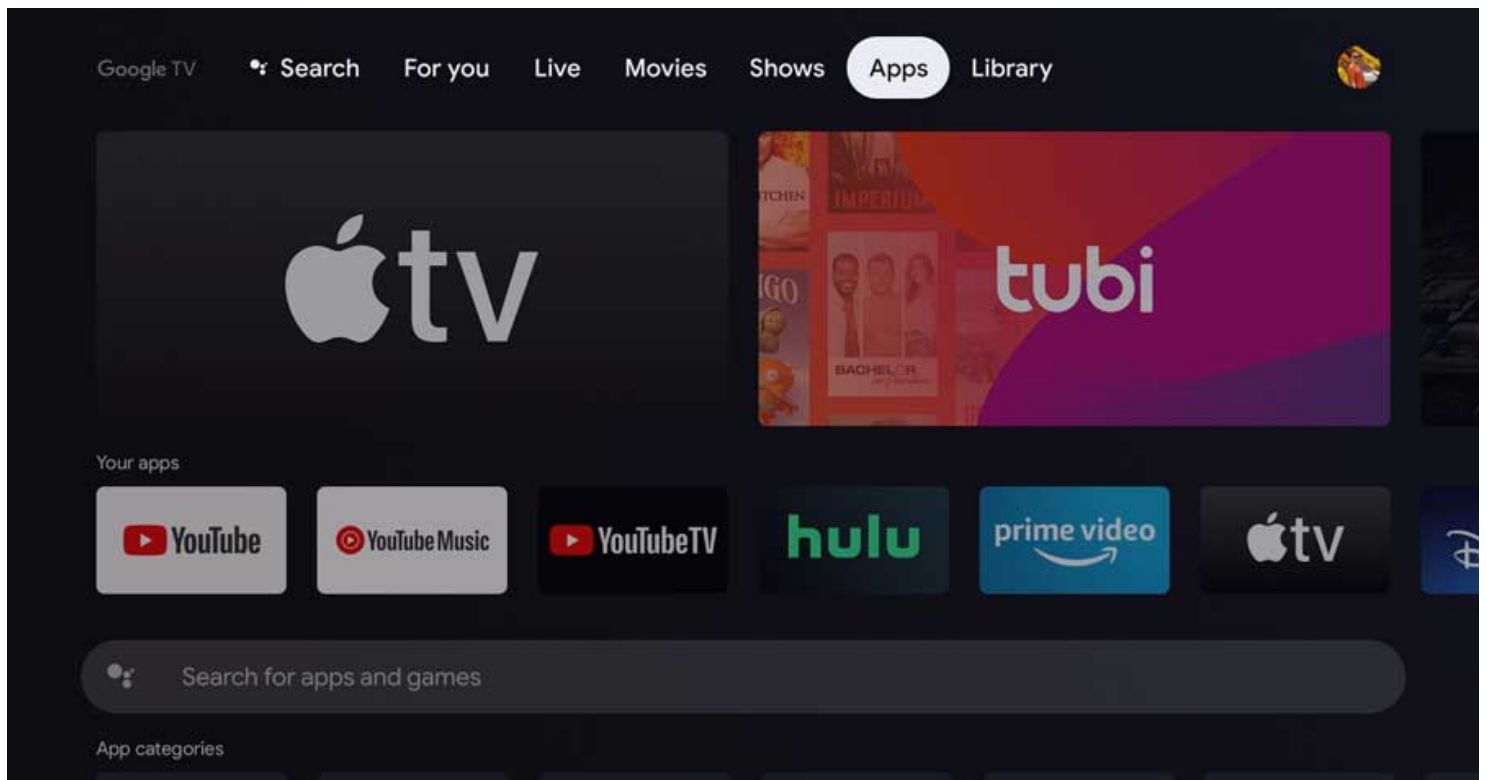 Google TV Search For you Live Movies Shows Apps Library
tv
tubi
BACHELOR
Your apps
YouTube YouTube Music YouTubeTV hulu prime video tv
Search for apps and games
App categories